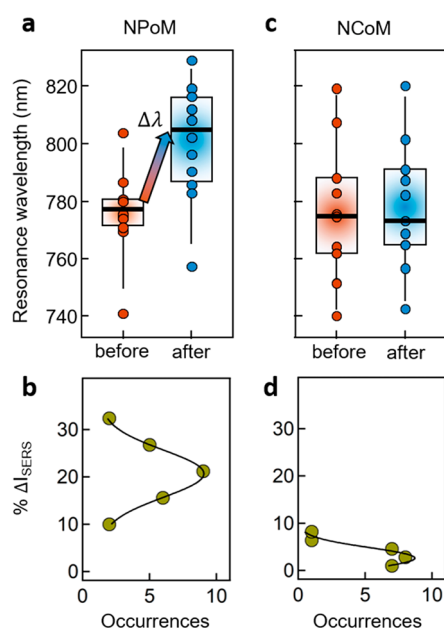 a
NPoM
c
NCoM
Resonance wavelength (nm)
820
800
780
760
740
Δλ
before
after
before
after
b
d
% ΔI_SERS
30
20
10
0
30
20
10
0
0
5
10
0
5
10
Occurrences
Occurrences